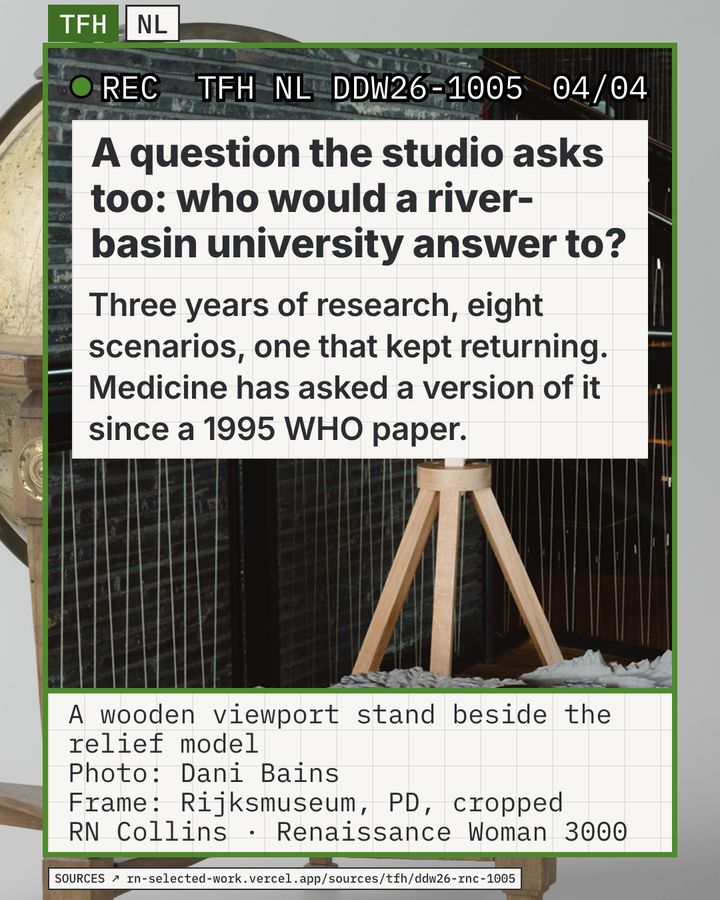 TFH NL
REC TFH NL DDW26-1005 04/04
A question the studio asks
too: who would a river-
basin university answer to?
Three years of research, eight
scenarios, one that kept returning.
Medicine has asked a version of it
since a 1995 WHO paper.
A wooden viewport stand beside the
relief model
Photo: Dani Bains
Frame: Rijksmuseum, PD, cropped
RN Collins · Renaissance Woman 3000
SOURCES ↗ rn-selected-work.vercel.app/sources/tfh/ddw26-rnc-1005